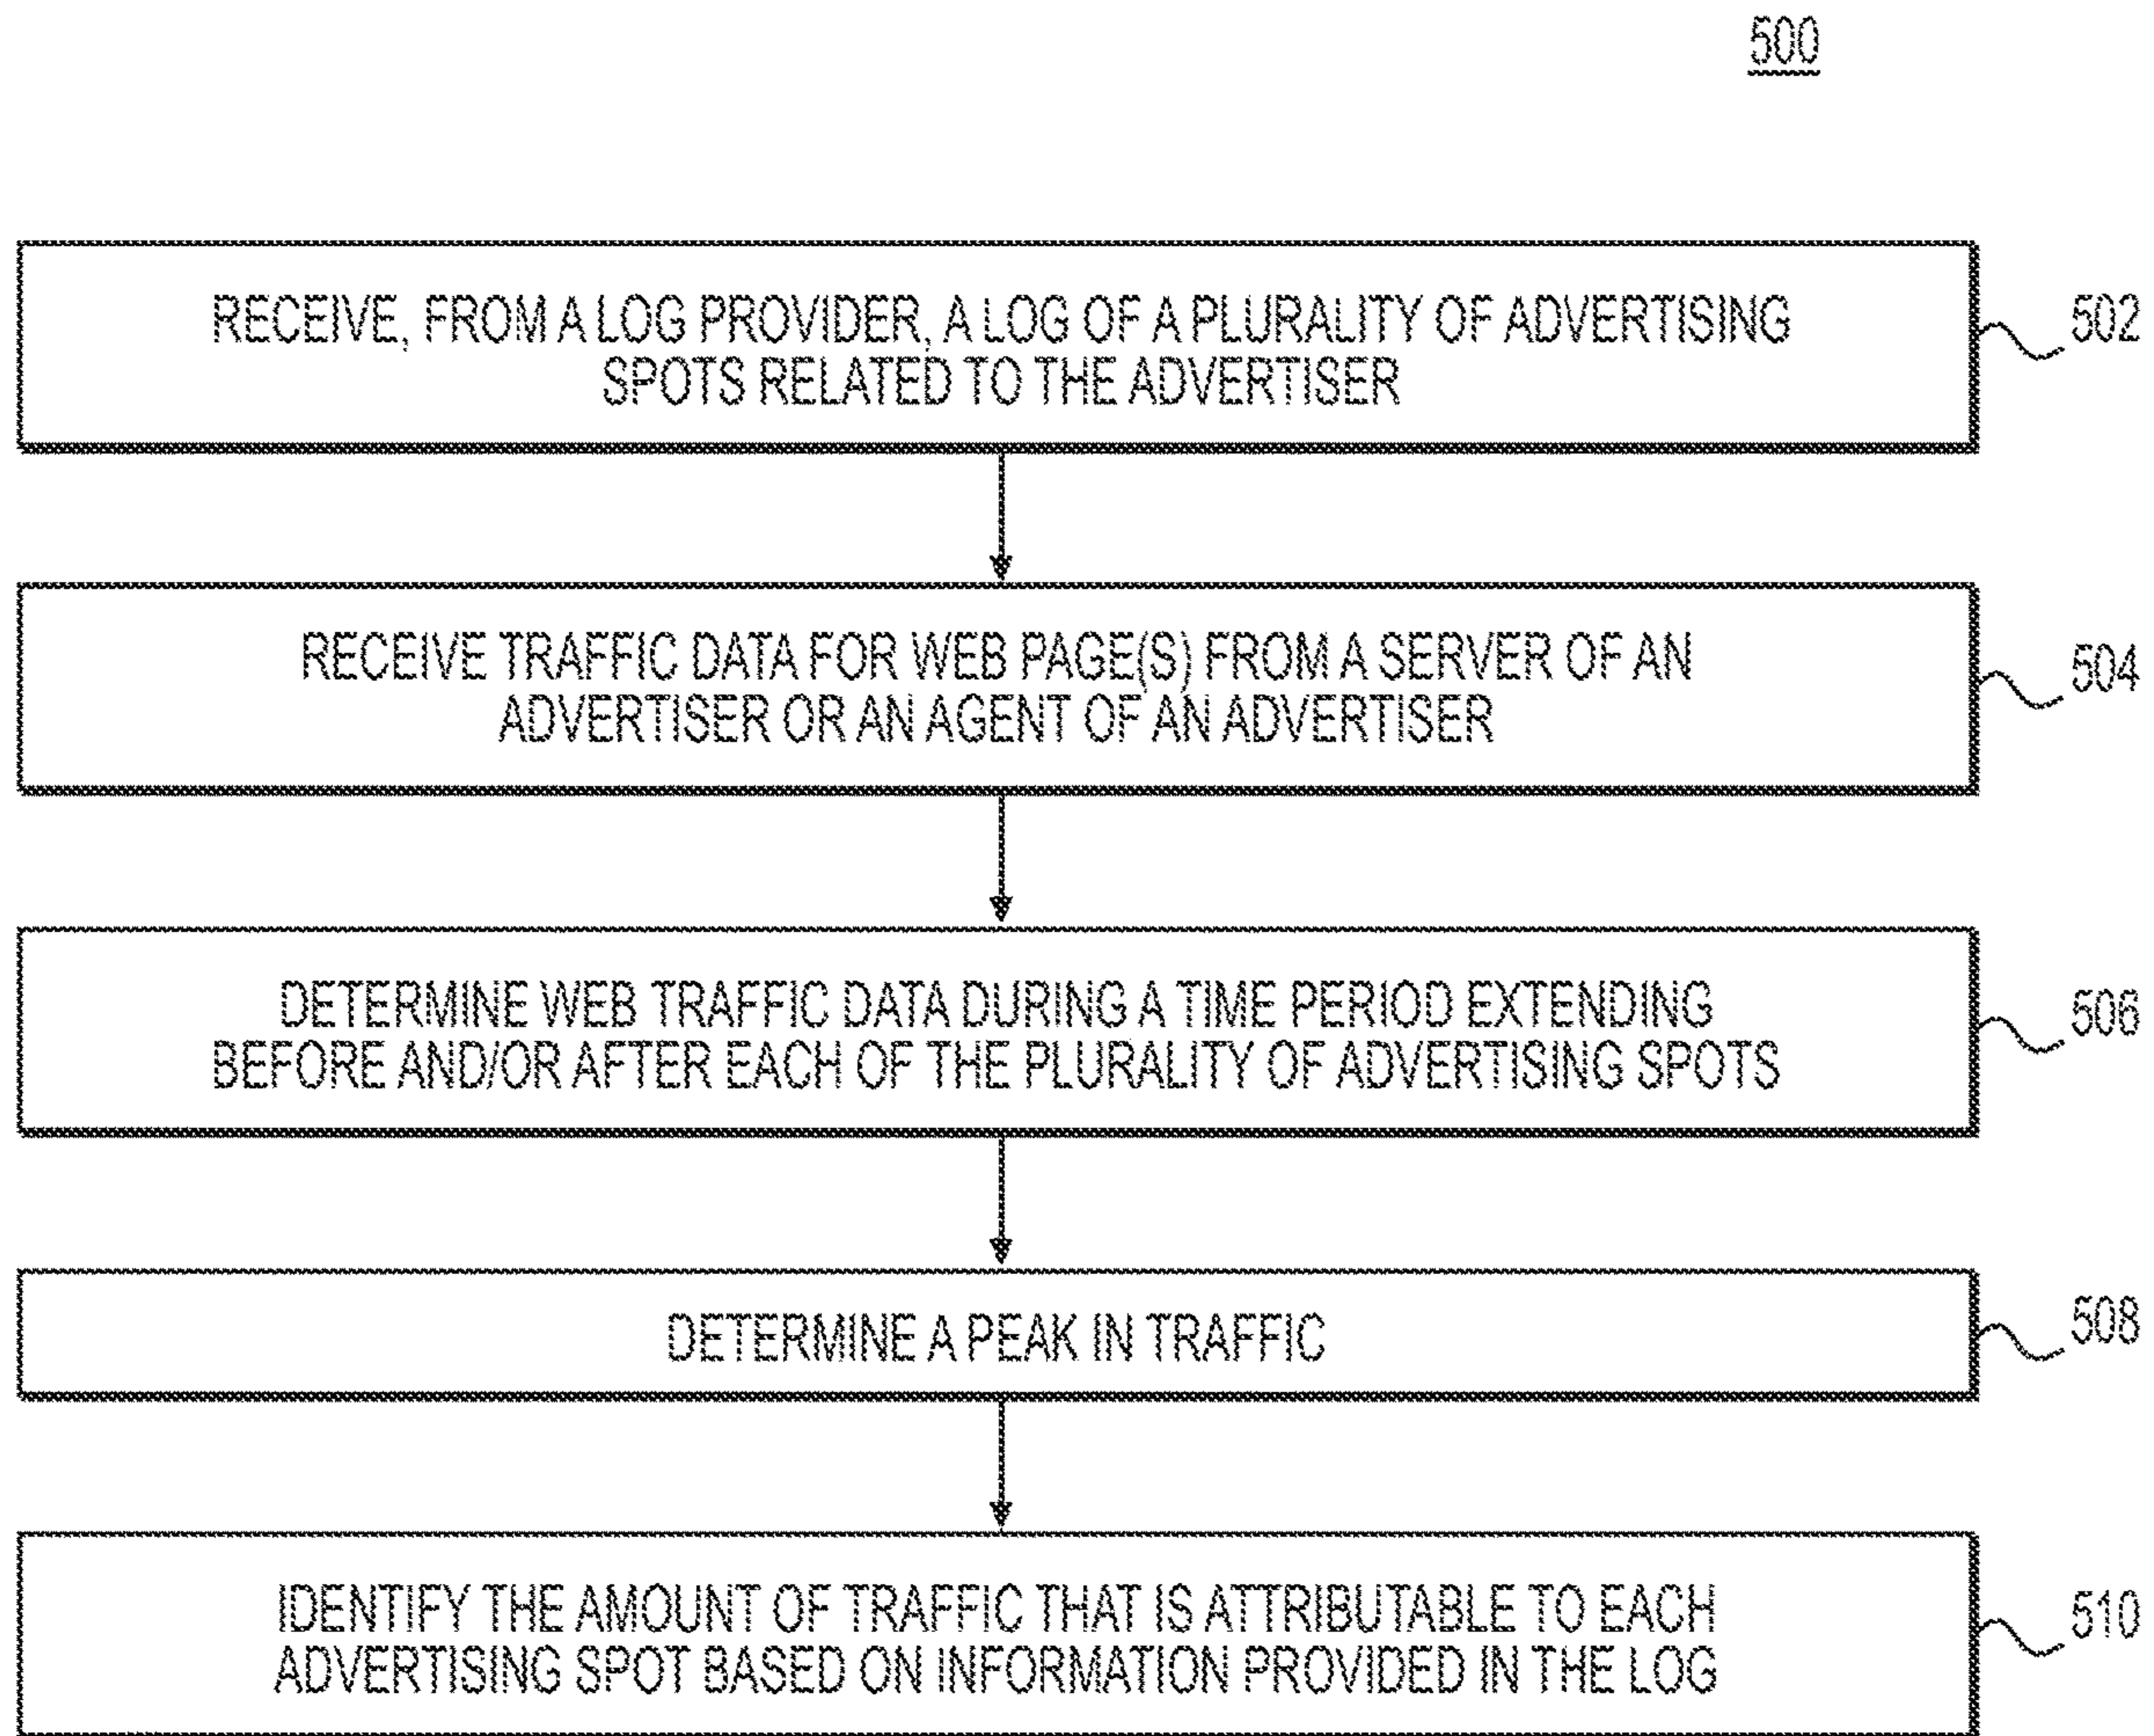 500
RECEIVE, FROM A LOG PROVIDER, A LOG OF A PLURALITY OF ADVERTISING
SPOTS RELATED TO THE ADVERTISER
502
RECEIVE TRAFFIC DATA FOR WEB PAGE(S) FROM A SERVER OF AN
ADVERTISER OR AN AGENT OF AN ADVERTISER
504
DETERMINE WEB TRAFFIC DATA DURING A TIME PERIOD EXTENDING
BEFORE AND/OR AFTER EACH OF THE PLURALITY OF ADVERTISING SPOTS
506
DETERMINE A PEAK IN TRAFFIC
508
IDENTIFY THE AMOUNT OF TRAFFIC THAT IS ATTRIBUTABLE TO EACH
ADVERTISING SPOT BASED ON INFORMATION PROVIDED IN THE LOG
510